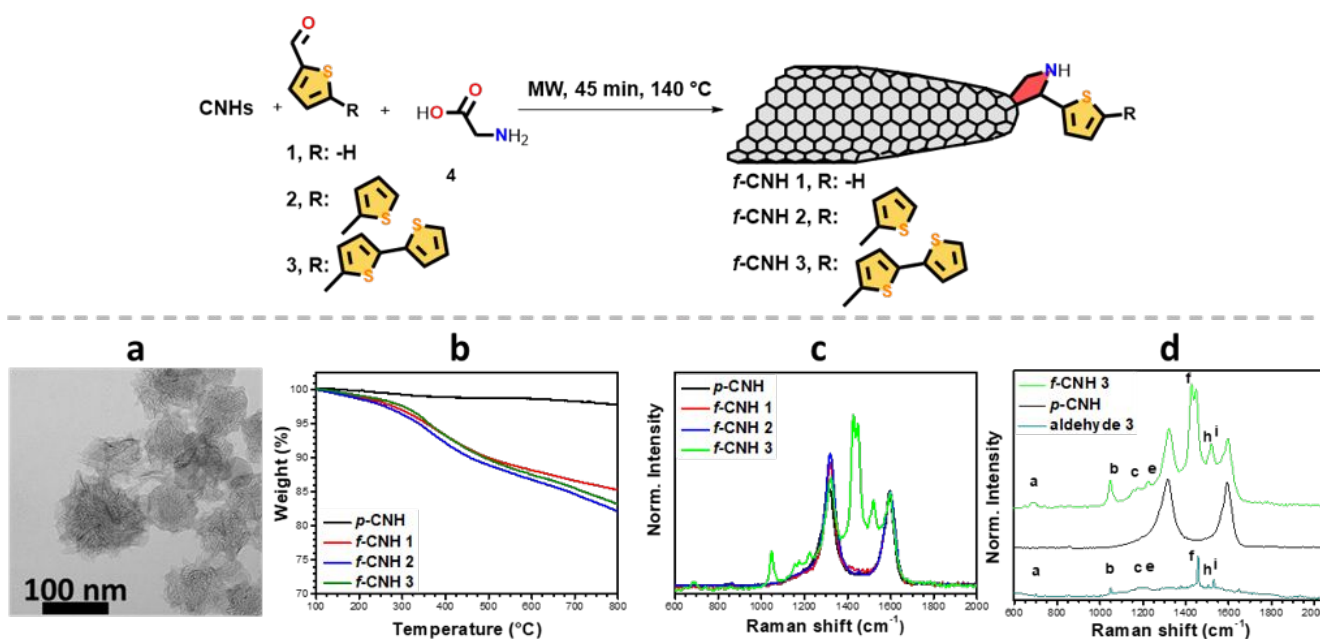 O
S
R
CNHs + + HO O NH₂ MW, 45 min, 140 °C NH S R
1, R: -H
4
2, R: S
3, R: S S
f-CNH 1, R: -H
f-CNH 2, R: S
f-CNH 3, R: S S
a
100 nm
b
Weight (%)
100
95
90
85
80
75
70
p-CNH
f-CNH 1
f-CNH 2
f-CNH 3
100 200 300 400 500 600 700 800
Temperature (°C)
c
Norm. Intensity
p-CNH
f-CNH 1
f-CNH 2
f-CNH 3
600 800 1000 1200 1400 1600 1800 2000
Raman shift (cm⁻¹)
d
Norm. Intensity
f-CNH 3
p-CNH
aldehyde 3
a b c e f h i
a b c e f h i
600 800 1000 1200 1400 1600 1800
Raman shift (cm⁻¹)